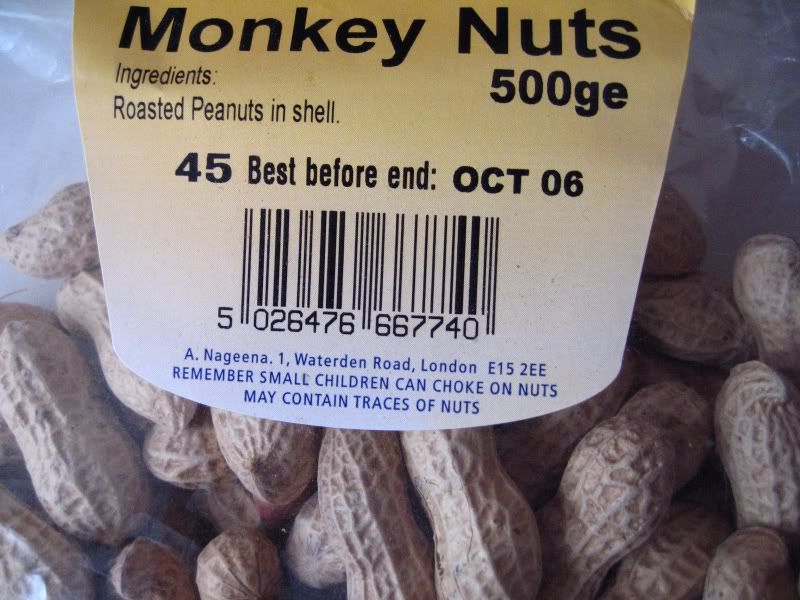 Monkey Nuts
Ingredients:
500ge
Roasted Peanuts in shell.
45 Best before end: OCT 06
5 026476 667740
A. Nageena. 1, Waterden Road, London E15 2EE
REMEMBER SMALL CHILDREN CAN CHOKE ON NUTS
MAY CONTAIN TRACES OF NUTS